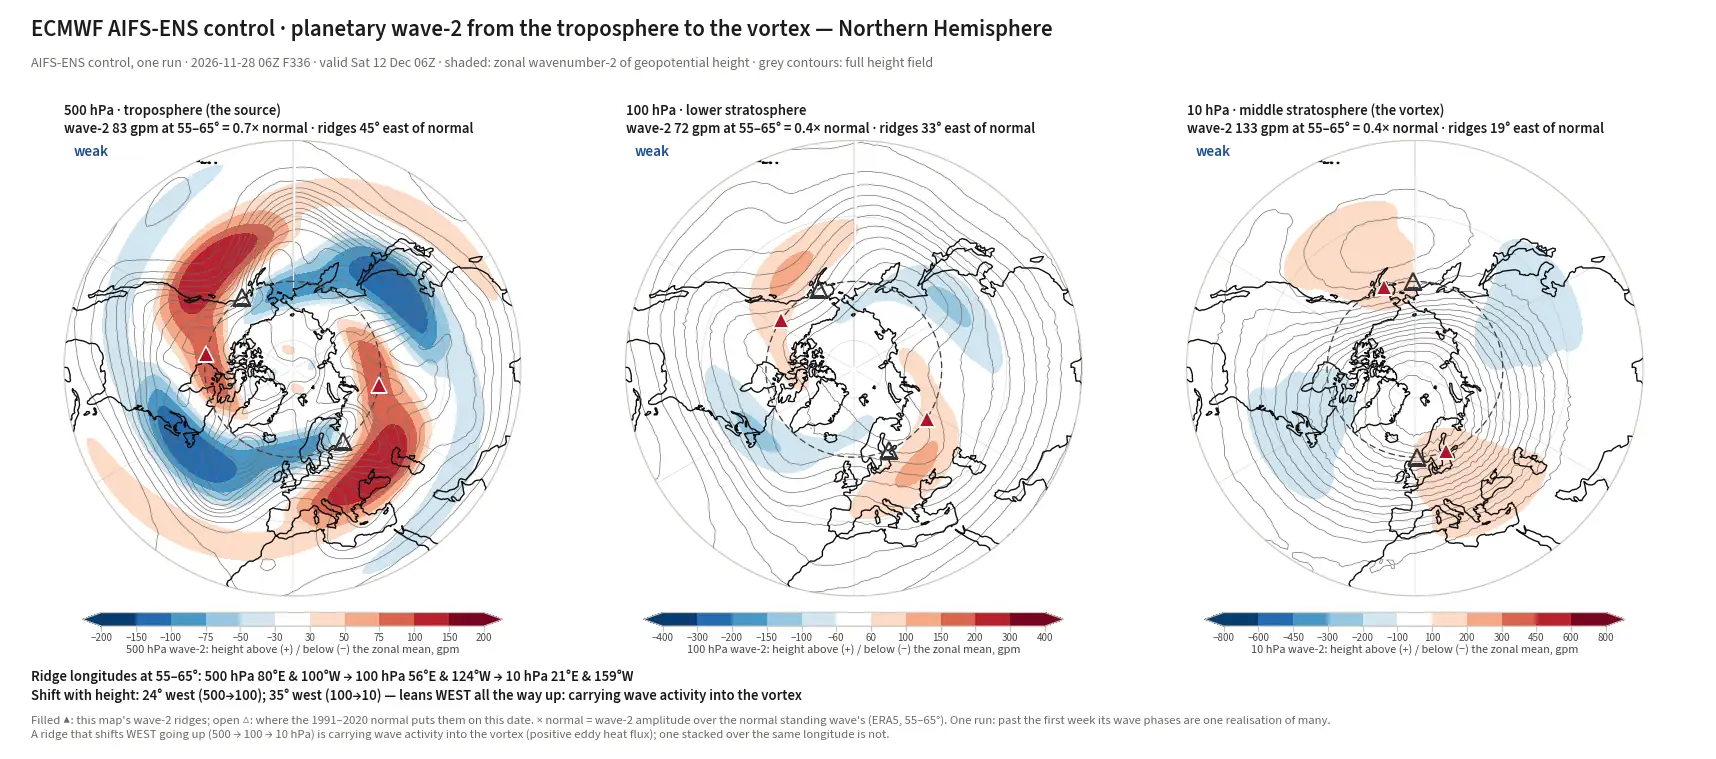 ECMWF AIFS-ENS control · planetary wave-2 from the troposphere to the vortex — Northern Hemisphere
AIFS-ENS control, one run · 2026-11-28 06Z F336 · valid Sat 12 Dec 06Z · shaded: zonal wavenumber-2 of geopotential height · grey contours: full height field
500 hPa · troposphere (the source)
wave-2 83 gpm at 55–65° = 0.7× normal · ridges 45° east of normal
weak
100 hPa · lower stratosphere
wave-2 72 gpm at 55–65° = 0.4× normal · ridges 33° east of normal
weak
10 hPa · middle stratosphere (the vortex)
wave-2 133 gpm at 55–65° = 0.4× normal · ridges 19° east of normal
weak
−200 −150 −100 −75 −50 −30 30 50 75 100 150 200
500 hPa wave-2: height above (+) / below (−) the zonal mean, gpm
−400 −300 −200 −150 −100 −60 60 100 150 200 300 400
100 hPa wave-2: height above (+) / below (−) the zonal mean, gpm
−800 −600 −450 −300 −200 −100 100 200 300 450 600 800
10 hPa wave-2: height above (+) / below (−) the zonal mean, gpm
Ridge longitudes at 55–65°: 500 hPa 80°E & 100°W → 100 hPa 56°E & 124°W → 10 hPa 21°E & 159°W
Shift with height: 24° west (500→100); 35° west (100→10) — leans WEST all the way up: carrying wave activity into the vortex
Filled ▲: this map's wave-2 ridges; open △: where the 1991–2020 normal puts them on this date. × normal = wave-2 amplitude over the normal standing wave's (ERA5, 55–65°). One run: past the first week its wave phases are one realisation of many.
A ridge that shifts WEST going up (500 → 100 → 10 hPa) is carrying wave activity into the vortex (positive eddy heat flux); one stacked over the same longitude is not.